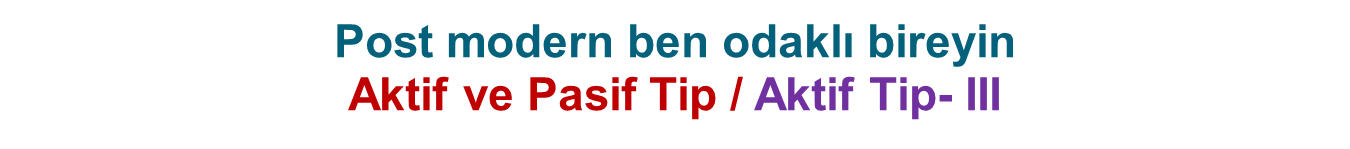 Post modern ben odaklı bireyin
Aktif ve Pasif Tip / Aktif Tip- III